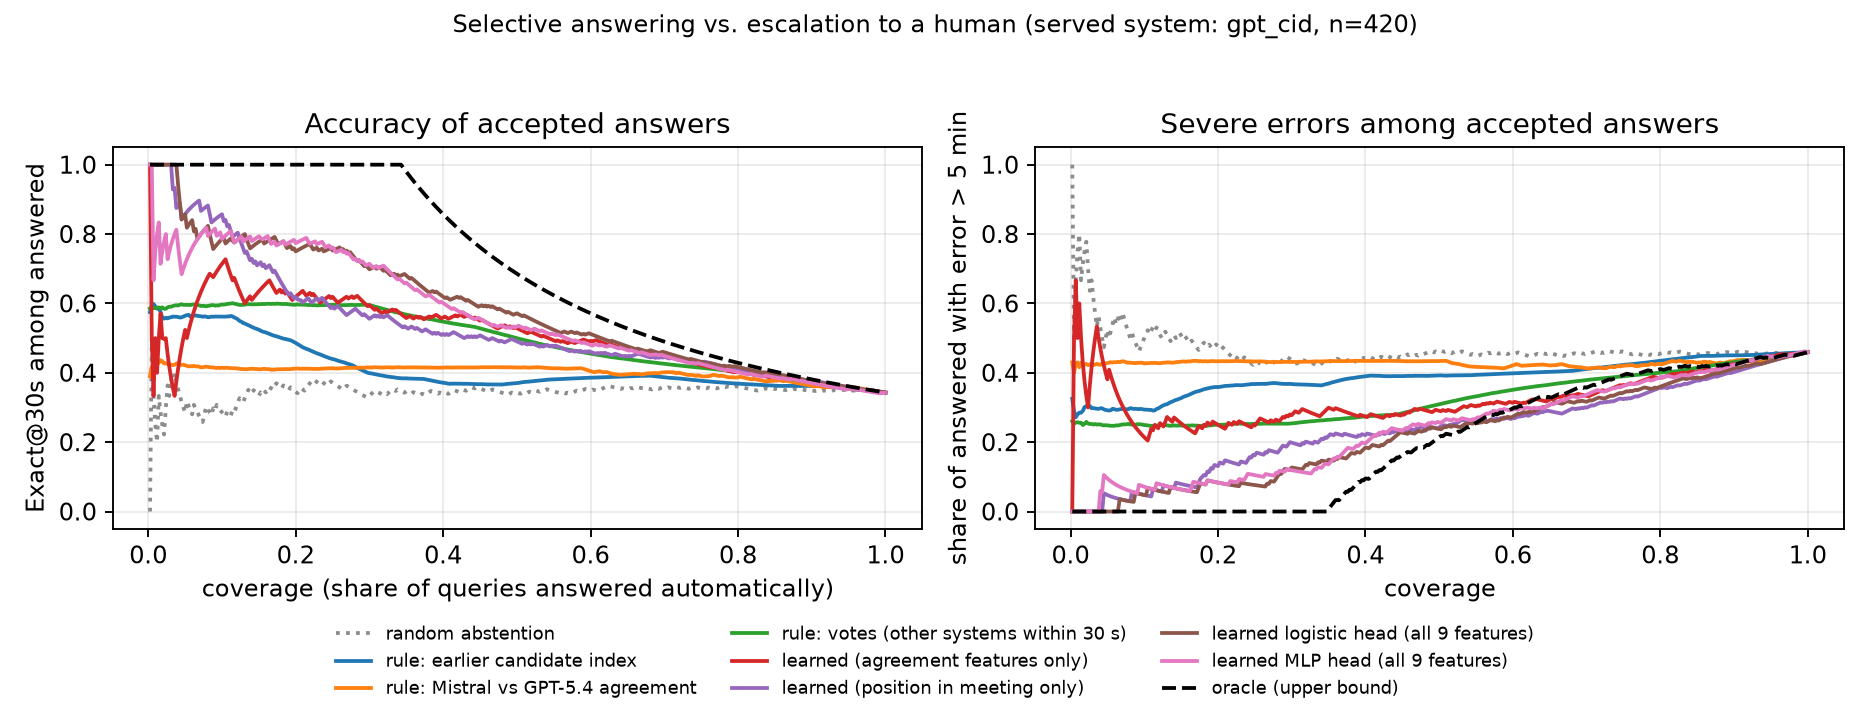 Selective answering vs. escalation to a human (served system: gpt_cid, n=420)
Accuracy of accepted answers
Exact@30s among answered
1.0
0.8
0.6
0.4
0.2
0.0
0.0 0.2 0.4 0.6 0.8 1.0
coverage (share of queries answered automatically)
Severe errors among accepted answers
share of answered with error > 5 min
1.0
0.8
0.6
0.4
0.2
0.0
0.0 0.2 0.4 0.6 0.8 1.0
coverage
random abstention
rule: earlier candidate index
rule: Mistral vs GPT-5.4 agreement
rule: votes (other systems within 30 s)
learned (agreement features only)
learned (position in meeting only)
learned logistic head (all 9 features)
learned MLP head (all 9 features)
oracle (upper bound)